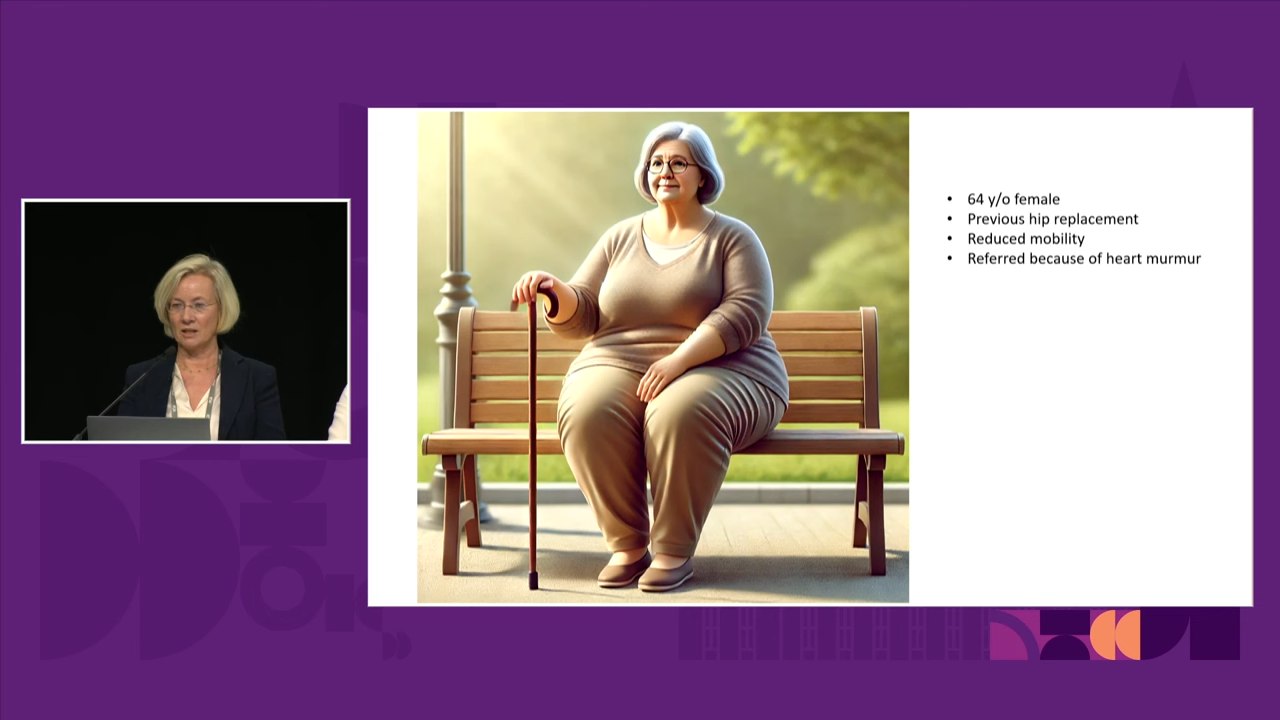 • 64 y/o female
• Previous hip replacement
• Reduced mobility
• Referred because of heart murmur